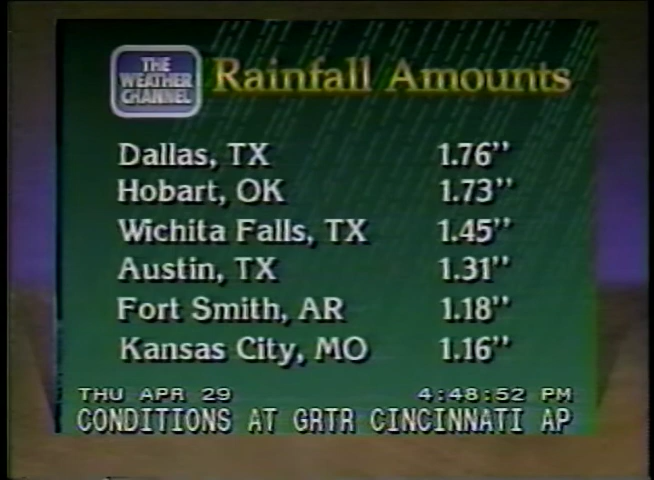 THE
WEATHER
CHANNEL
Rainfall Amounts
Dallas, TX 1.76"
Hobart, OK 1.73"
Wichita Falls, TX 1.45"
Austin, TX 1.31"
Fort Smith, AR 1.18"
Kansas City, MO 1.16"
THU APR 29 4:48:52 PM
CONDITIONS AT GRTR CINCINNATI AP